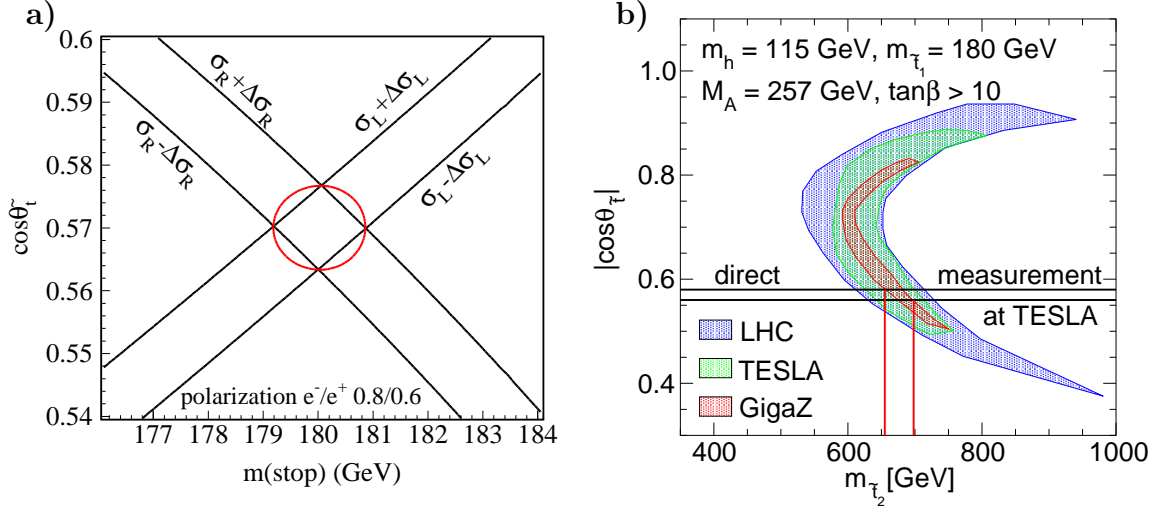 a)
0.6
0.59
0.58
0.57
0.56
0.55
0.54
cosθt̃
σR+ΔσR
σR-ΔσR
σL+ΔσL
σL-ΔσL
polarization e-/e+ 0.8/0.6
177 178 179 180 181 182 183 184
m(stop) (GeV)
b)
mh = 115 GeV, mt̃1 = 180 GeV
MA = 257 GeV, tanβ > 10
1.0
0.8
0.6
0.4
|cosθt̃|
direct measurement
at TESLA
LHC
TESLA
GigaZ
400 600 800 1000
mt̃2 [GeV]